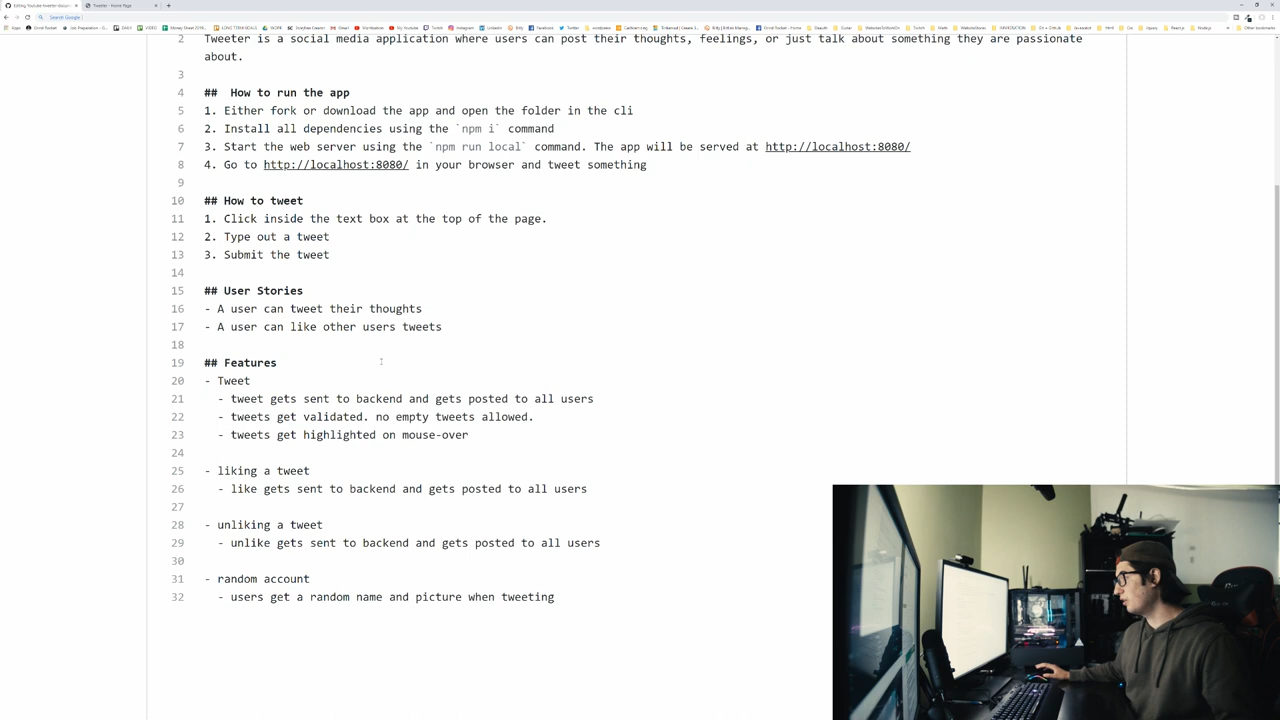 Tweeter - Home Page
Search Google
2 Tweeter is a social media application where users can post their thoughts, feelings, or just talk about something they are passionate
about.
3
4 ##  How to run the app
5 1. Either fork or download the app and open the folder in the cli
6 2. Install all dependencies using the `npm i` command
7 3. Start the web server using the `npm run local` command. The app will be served at http://localhost:8080/
8 4. Go to http://localhost:8080/ in your browser and tweet something
9
10 ## How to tweet
11 1. Click inside the text box at the top of the page.
12 2. Type out a tweet
13 3. Submit the tweet
14
15 ## User Stories
16 - A user can tweet their thoughts
17 - A user can like other users tweets
18
19 ## Features
20 - Tweet
21   - tweet gets sent to backend and gets posted to all users
22   - tweets get validated. no empty tweets allowed.
23   - tweets get highlighted on mouse-over
24
25 - liking a tweet
26   - like gets sent to backend and gets posted to all users
27
28 - unliking a tweet
29   - unlike gets sent to backend and gets posted to all users
30
31 - random account
32   - users get a random name and picture when tweeting